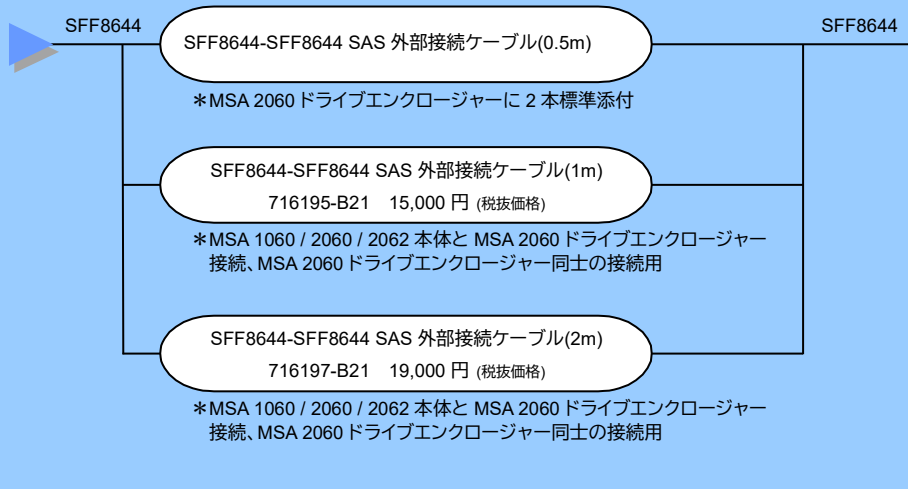 SFF8644
SFF8644
SFF8644-SFF8644 SAS 外部接続ケーブル(0.5m)
＊MSA 2060 ドライブエンクロージャーに 2 本標準添付
SFF8644-SFF8644 SAS 外部接続ケーブル(1m)
716195-B21 15,000 円 (税抜価格)
＊MSA 1060 / 2060 / 2062 本体と MSA 2060 ドライブエンクロージャー
接続、MSA 2060 ドライブエンクロージャー同士の接続用
SFF8644-SFF8644 SAS 外部接続ケーブル(2m)
716197-B21 19,000 円 (税抜価格)
＊MSA 1060 / 2060 / 2062 本体と MSA 2060 ドライブエンクロージャー
接続、MSA 2060 ドライブエンクロージャー同士の接続用